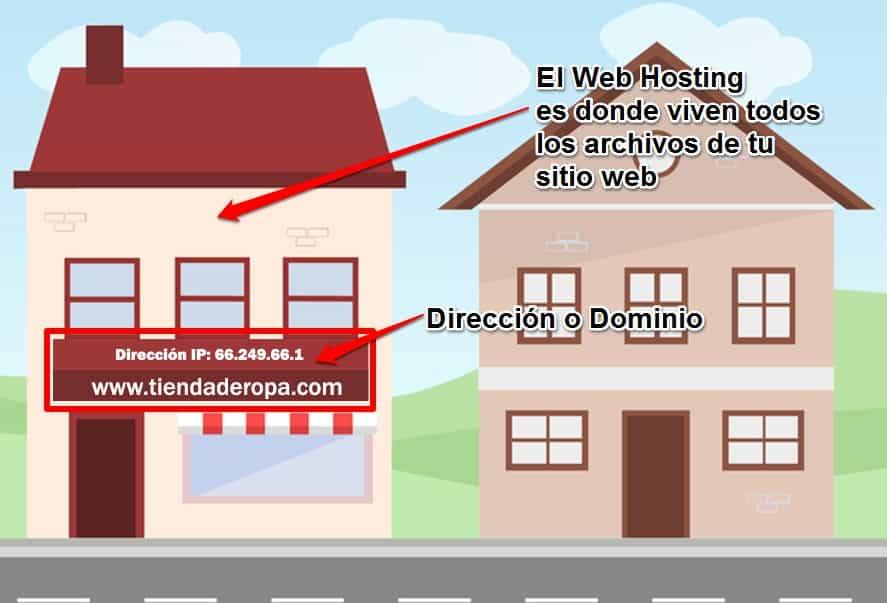 El Web Hosting
es donde viven todos
los archivos de tu
sitio web
Dirección o Dominio
Dirección IP: 66.249.66.1
www.tiendaderopa.com